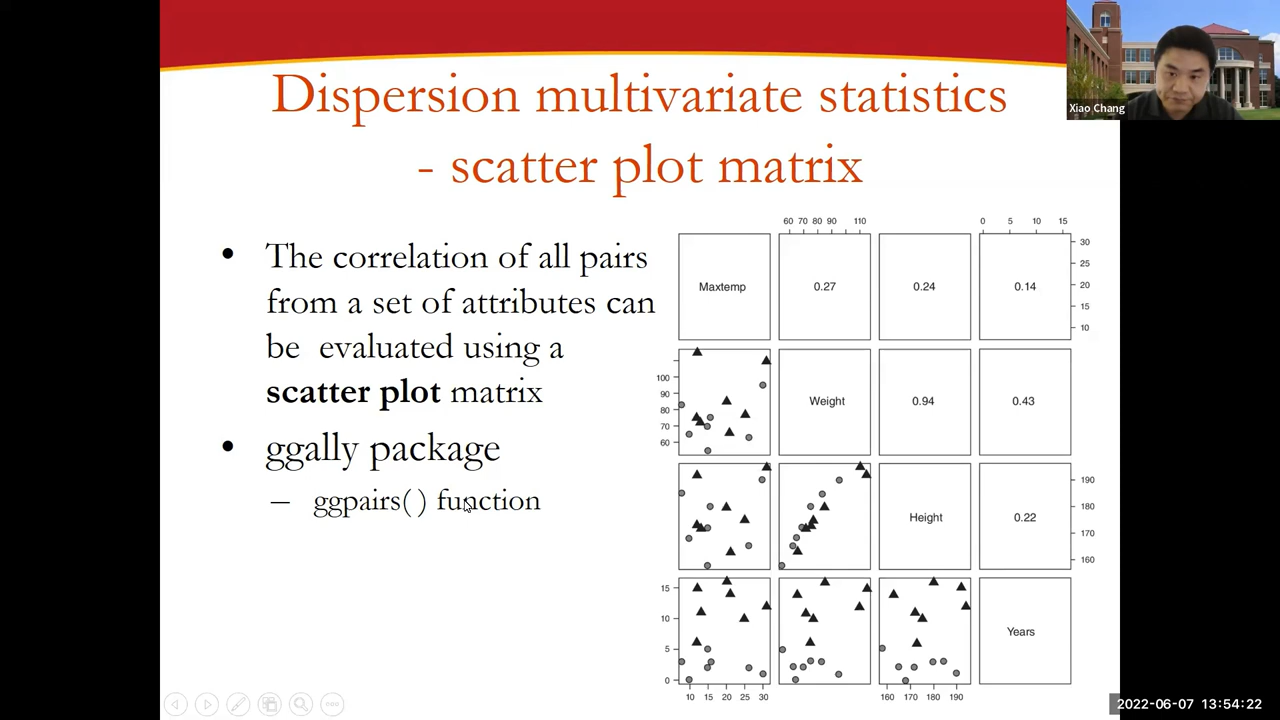 Dispersion multivariate statistics
- scatter plot matrix
Xiao Chang
• The correlation of all pairs
from a set of attributes can
be evaluated using a
scatter plot matrix
• ggally package
– ggpairs( ) function
60 70 80 90 110
0 5 10 15
Maxtemp 0.27 0.24 0.14
30
25
20
15
10
100
90
80
70
60
Weight 0.94 0.43
Height 0.22
190
180
170
160
15
10
5
0
Years
10 15 20 25 30
160 170 180 190
2022-06-07 13:54:22